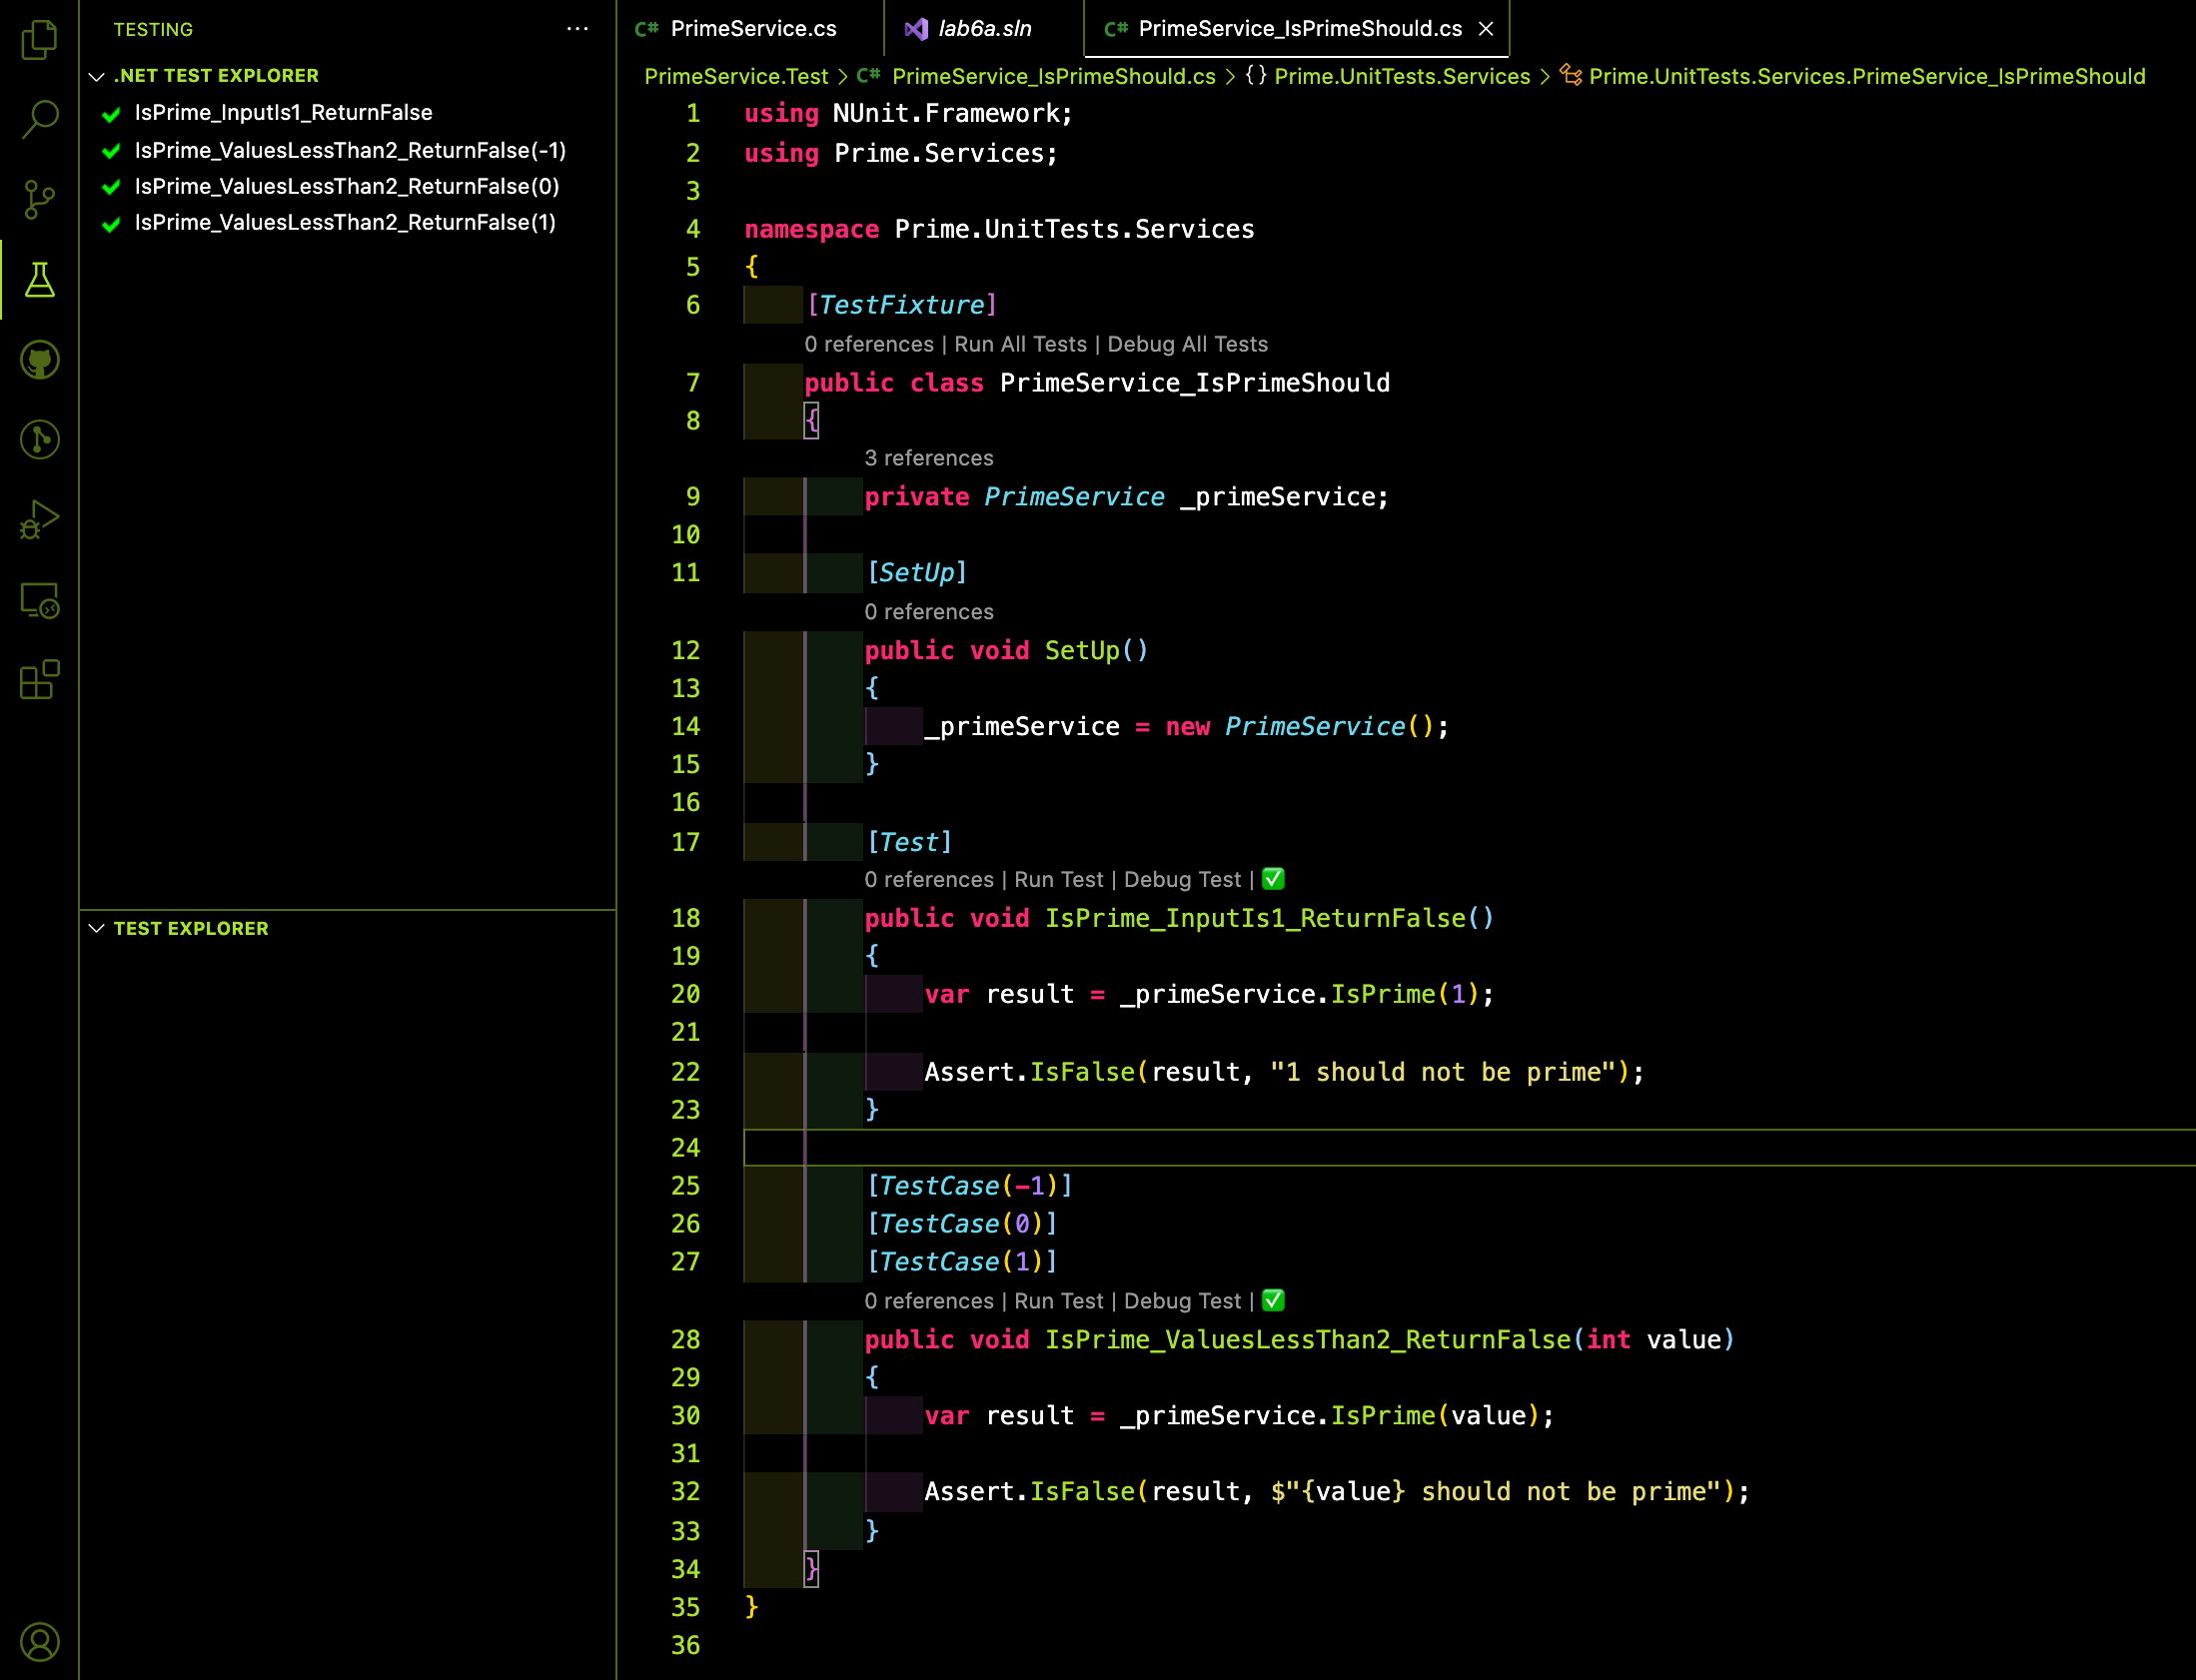 TESTING
.NET TEST EXPLORER
IsPrime_InputIs1_ReturnFalse
IsPrime_ValuesLessThan2_ReturnFalse(-1)
IsPrime_ValuesLessThan2_ReturnFalse(0)
IsPrime_ValuesLessThan2_ReturnFalse(1)
TEST EXPLORER
C# PrimeService.cs
lab6a.sln
C# PrimeService_IsPrimeShould.cs
PrimeService.Test > C# PrimeService_IsPrimeShould.cs > {} Prime.UnitTests.Services > Prime.UnitTests.Services.PrimeService_IsPrimeShould
1 using NUnit.Framework;
2 using Prime.Services;
3
4 namespace Prime.UnitTests.Services
5 {
6 [TestFixture]
0 references | Run All Tests | Debug All Tests
7 public class PrimeService_IsPrimeShould
8 {
3 references
9 private PrimeService _primeService;
10
11 [SetUp]
0 references
12 public void SetUp()
13 {
14 _primeService = new PrimeService();
15 }
16
17 [Test]
0 references | Run Test | Debug Test | ✅
18 public void IsPrime_InputIs1_ReturnFalse()
19 {
20 var result = _primeService.IsPrime(1);
21
22 Assert.IsFalse(result, "1 should not be prime");
23 }
24
25 [TestCase(-1)]
26 [TestCase(0)]
27 [TestCase(1)]
0 references | Run Test | Debug Test | ✅
28 public void IsPrime_ValuesLessThan2_ReturnFalse(int value)
29 {
30 var result = _primeService.IsPrime(value);
31
32 Assert.IsFalse(result, $"{value} should not be prime");
33 }
34 }
35 }
36